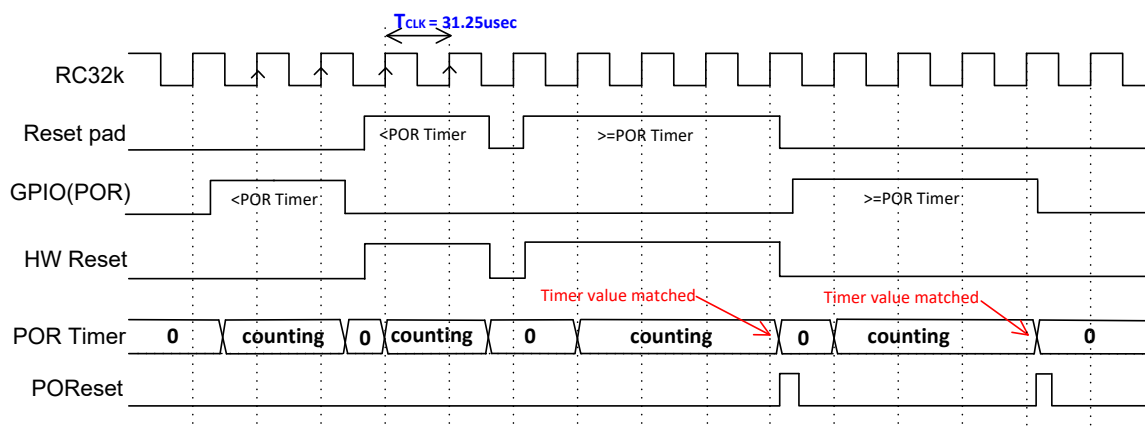 TCLK = 31.25usec
RC32k
Reset pad
<POR Timer
>=POR Timer
GPIO(POR)
<POR Timer
>=POR Timer
HW Reset
Timer value matched
Timer value matched
POR Timer
0
counting
0
counting
0
counting
0
counting
0
POReset